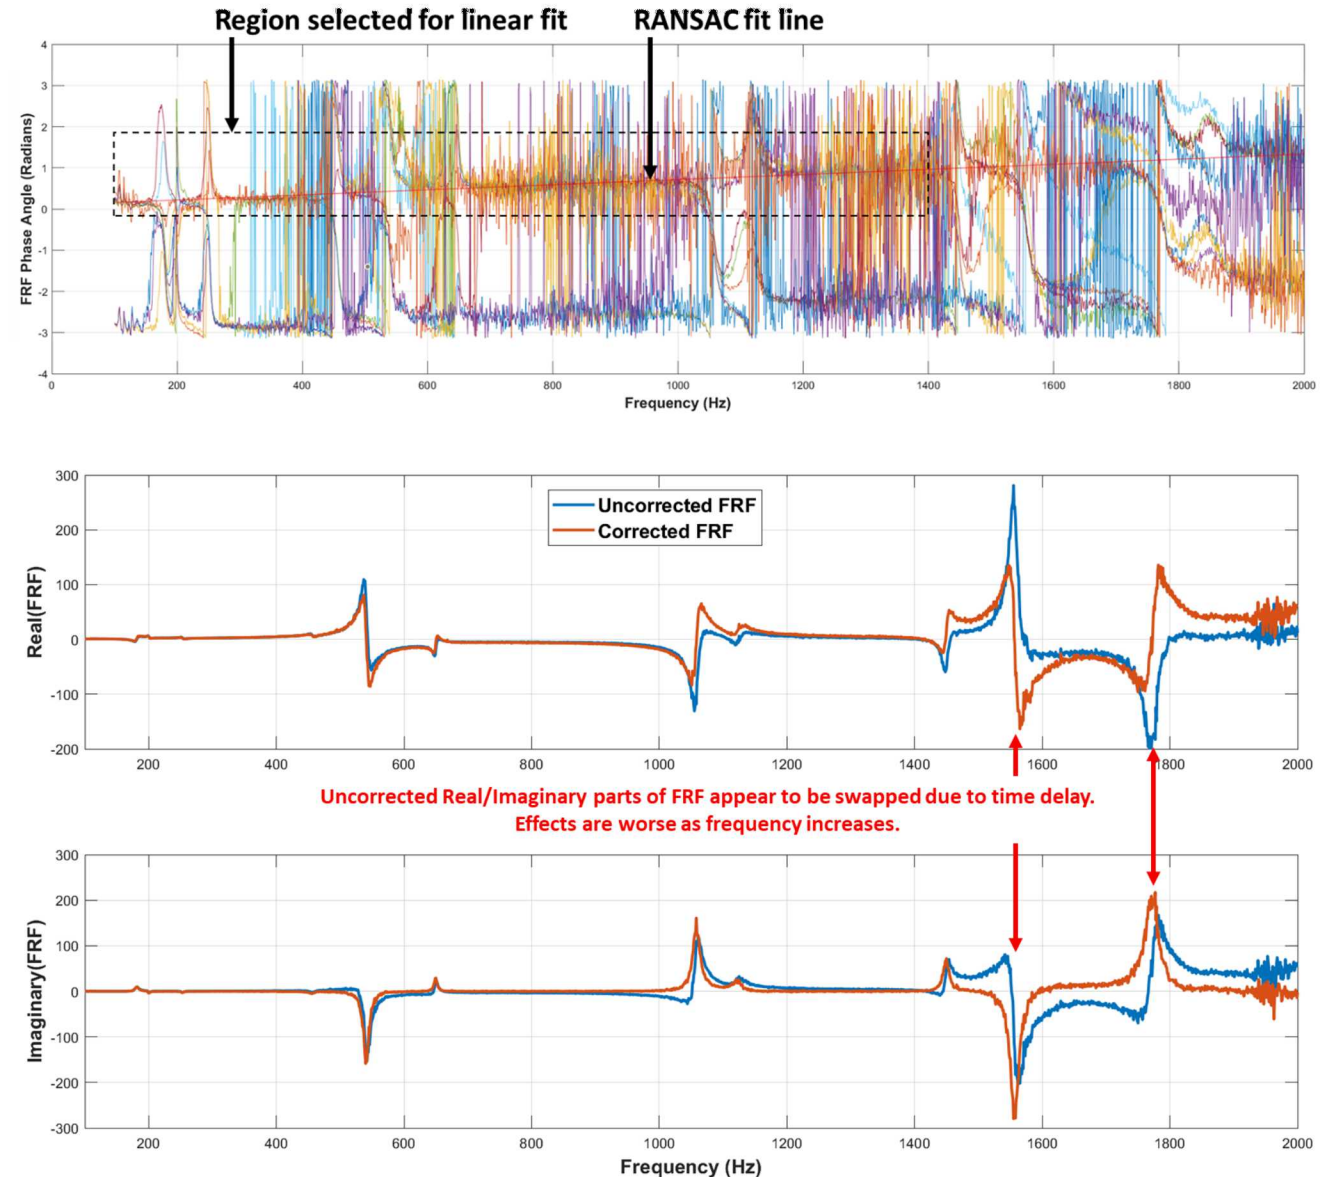 Region selected for linear fit
RANSAC fit line
FRF Phase Angle (Radians)
4
3
2
1
0
-1
-2
-3
-4
0 200 400 600 800 1000 1200 1400 1600 1800 2000
Frequency (Hz)
Real(FRF)
300
200
100
0
-100
-200
Uncorrected FRF
Corrected FRF
200 400 600 800 1000 1200 1400 1600 1800 2000
Uncorrected Real/Imaginary parts of FRF appear to be swapped due to time delay.
Effects are worse as frequency increases.
Imaginary(FRF)
300
200
100
0
-100
-200
-300
200 400 600 800 1000 1200 1400 1600 1800 2000
Frequency (Hz)